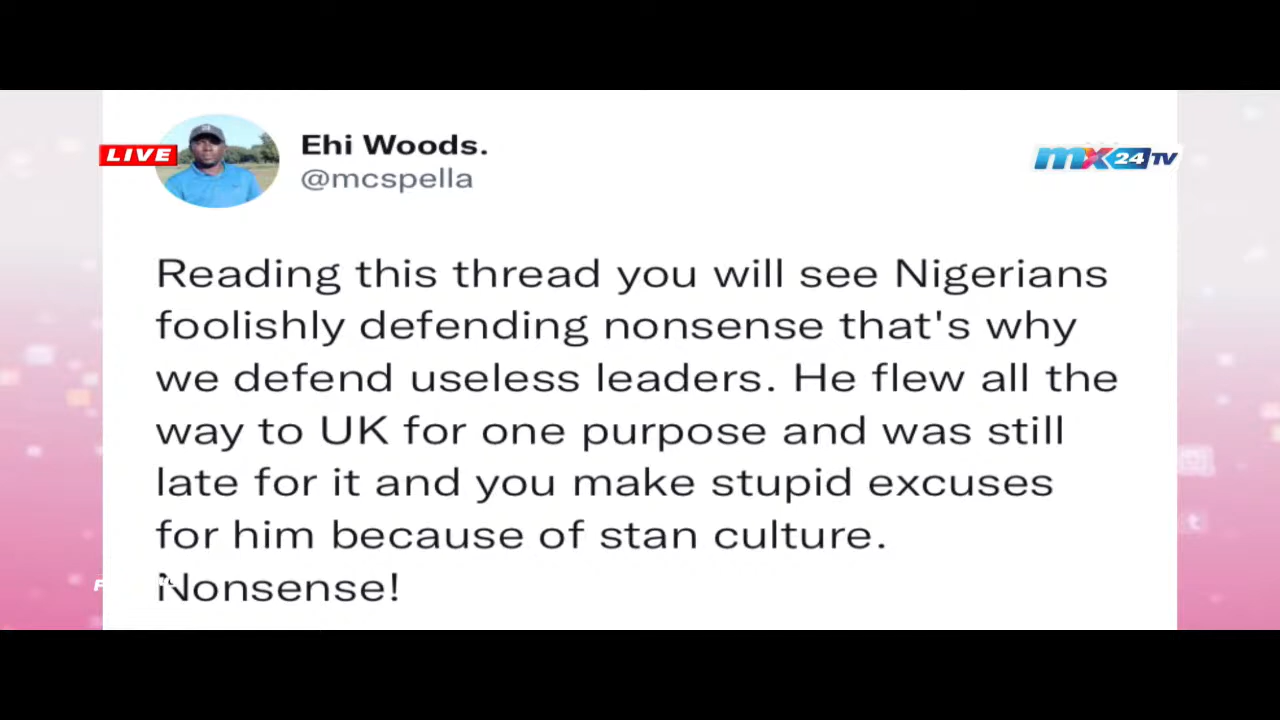 LIVE
Ehi Woods.
@mcspella
mx24TV
Reading this thread you will see Nigerians
foolishly defending nonsense that's why
we defend useless leaders. He flew all the
way to UK for one purpose and was still
late for it and you make stupid excuses
for him because of stan culture.
Nonsense!